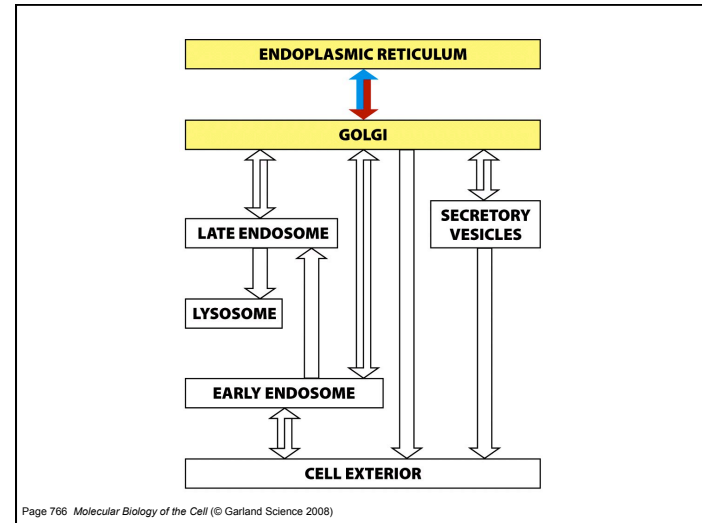 ENDOPLASMIC RETICULUM
GOLGI
LATE ENDOSOME
SECRETORY
VESICLES
LYSOSOME
EARLY ENDOSOME
CELL EXTERIOR
Page 766 Molecular Biology of the Cell (© Garland Science 2008)